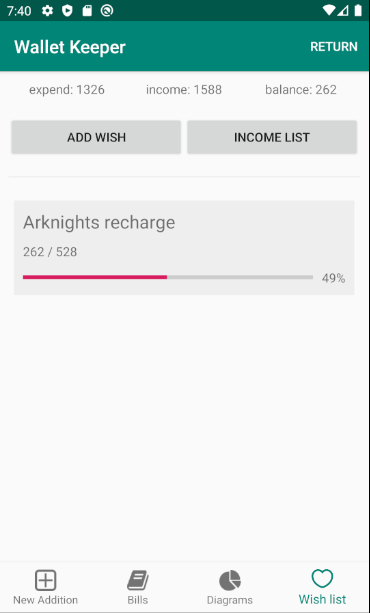 7:40
Wallet Keeper
RETURN
expend: 1326 income: 1588 balance: 262
ADD WISH INCOME LIST
Arknights recharge
262 / 528
49%
New Addition Bills Diagrams Wish list